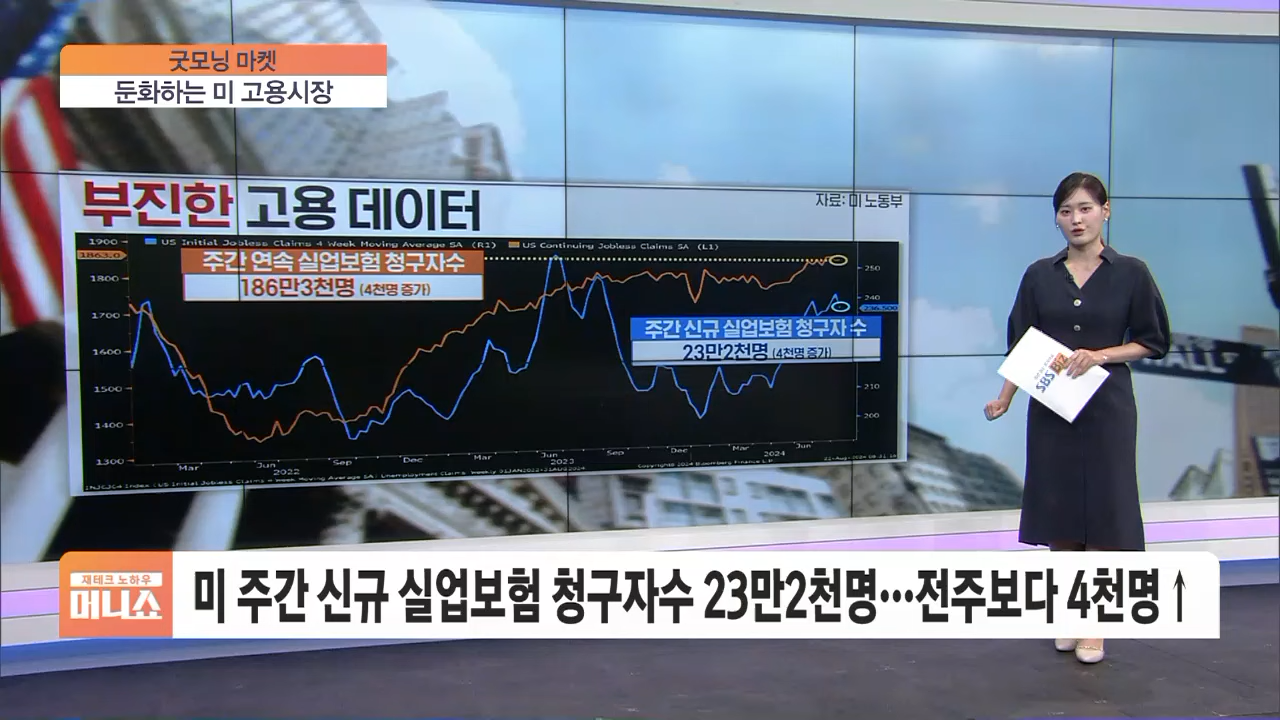 굿모닝 마켓
둔화하는 미 고용시장
부진한 고용 데이터
자료: 미 노동부
US Initial Jobless Claims 4 Week Moving Average SA (R1) US Continuing Jobless Claims SA (L1)
1900
1863.0
1800
1700
1600
1500
1400
1300
250
240
236.500
210
200
주간 연속 실업보험 청구자수
186만3천명 (4천명 증가)
주간 신규 실업보험 청구자 수
23만2천명 (4천명 증가)
Mar Jun Sep Dec Mar Jun Sep Dec Mar Jun
2022 2023 2024
SBS Biz
WALL
재테크 노하우
머니쇼
미 주간 신규 실업보험 청구자수 23만2천명…전주보다 4천명↑